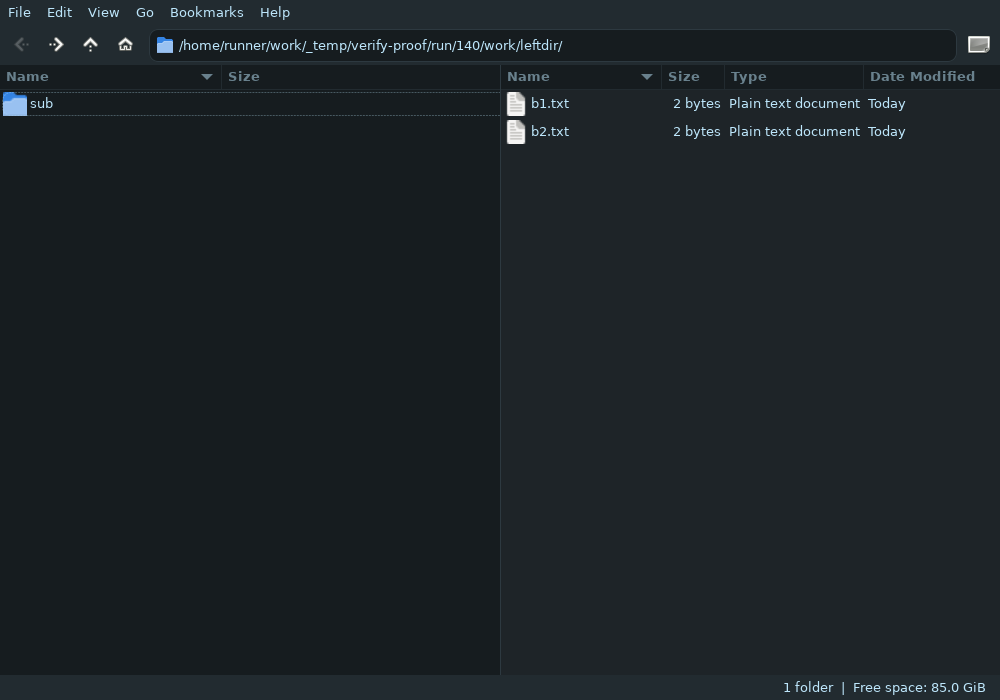 File Edit View Go Bookmarks Help
/home/runner/work/_temp/verify-proof/run/140/work/leftdir/
Name Size Name Size Type Date Modified
sub b1.txt 2 bytes Plain text document Today
b2.txt 2 bytes Plain text document Today
1 folder | Free space: 85.0 GiB